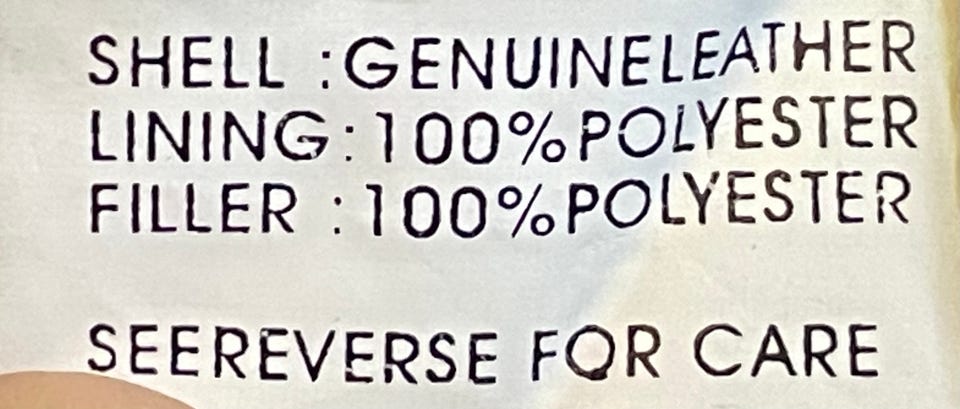 SHELL :GENUINELEATHER
LINING:100%POLYESTER
FILLER :100%POLYESTER
SEEREVERSE FOR CARE